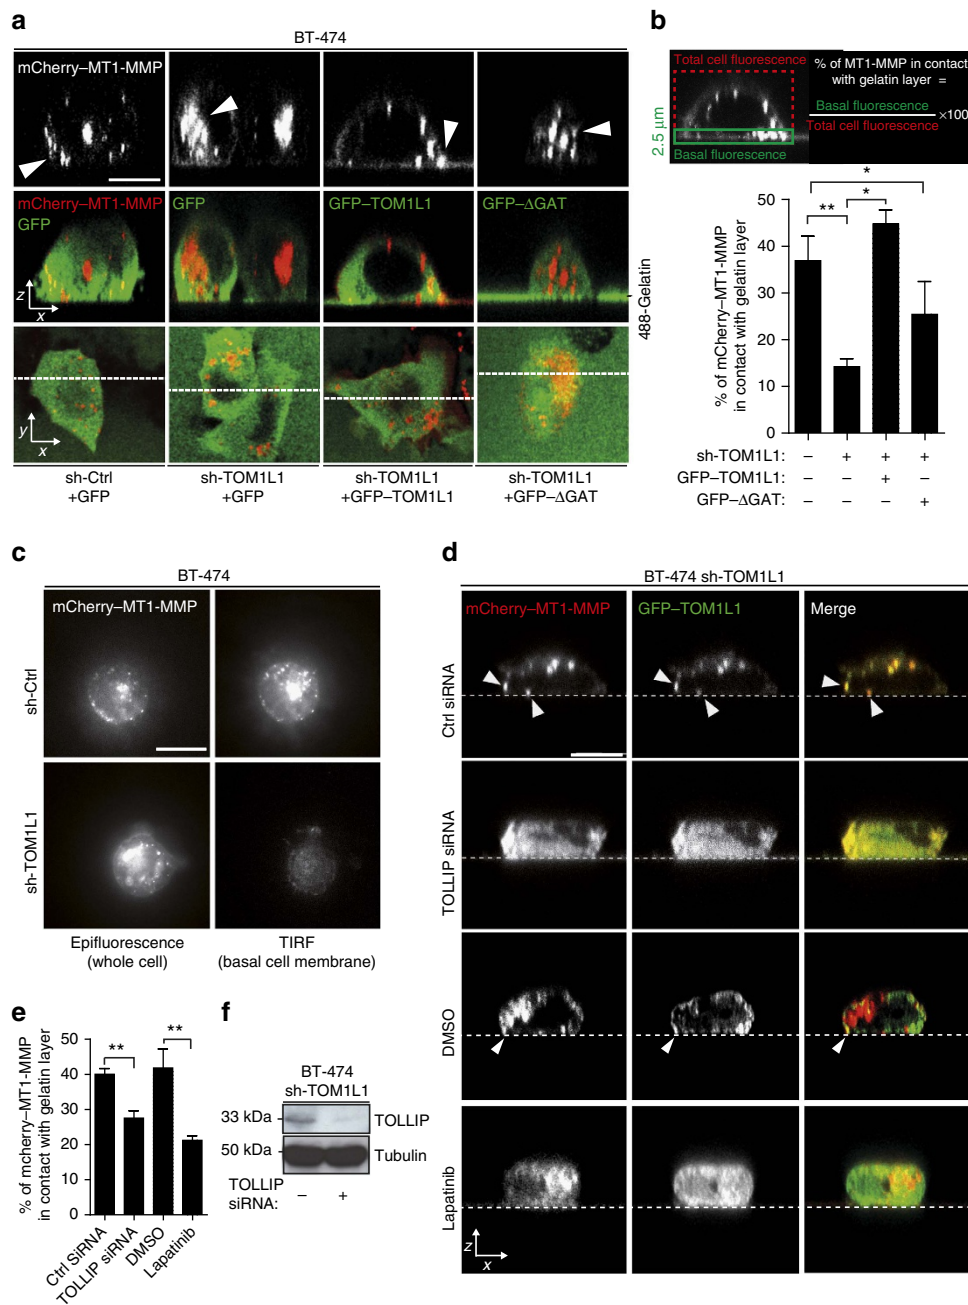 a
BT-474
mCherry–MT1-MMP
mCherry–MT1-MMP
GFP
GFP
GFP–TOM1L1
GFP–ΔGAT
z
x
y
x
488-Gelatin
sh-Ctrl
+GFP
sh-TOM1L1
+GFP
sh-TOM1L1
+GFP–TOM1L1
sh-TOM1L1
+GFP–ΔGAT
b
Total cell fluorescence
2.5 µm
Basal fluorescence
% of MT1-MMP in contact
with gelatin layer =
Basal fluorescence
Total cell fluorescence
×100
% of mCherry–MT1-MMP
in contact with gelatin layer
50
40
30
20
10
0
*
*
**
sh-TOM1L1: – + + +
GFP–TOM1L1: – – + –
GFP–ΔGAT: – – – +
c
BT-474
mCherry–MT1-MMP
sh-Ctrl
sh-TOM1L1
Epifluorescence
(whole cell)
TIRF
(basal cell membrane)
d
BT-474 sh-TOM1L1
mCherry–MT1-MMP
GFP–TOM1L1
Merge
Ctrl siRNA
TOLLIP siRNA
DMSO
Lapatinib
z
x
e
% of mcherry–MT1-MMP
in contact with gelatin layer
50
40
30
20
10
0
**
**
Ctrl SiRNA
TOLLIP siRNA
DMSO
Lapatinib
f
BT-474
sh-TOM1L1
33 kDa
TOLLIP
50 kDa
Tubulin
TOLLIP
siRNA:
– +